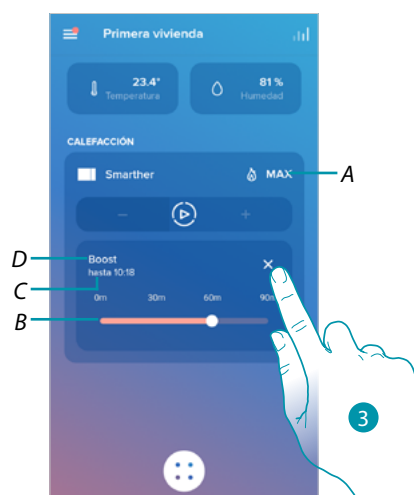 Primera vivienda
23.4°
Temperatura
81 %
Humedad
CALEFACCIÓN
Smarther
MAX
A
D
Boost
C
hasta 10:18
0m 30m 60m 90m
B
3